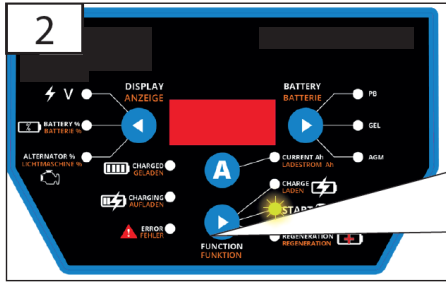 2
DISPLAY
ANZEIGE
BATTERY
BATTERIE
V
BATTERY %
BATTERIE %
ALTERNATOR %
LICHTMASCHINE %
PB
GEL
AGM
CHARGED
GELADEN
A
CURRENT Ah
LADESTROM Ah
CHARGING
AUFLADEN
CHARGE
LADEN
START
ERROR
FEHLER
FUNCTION
FUNKTION
REGENERATION
REGENERATION